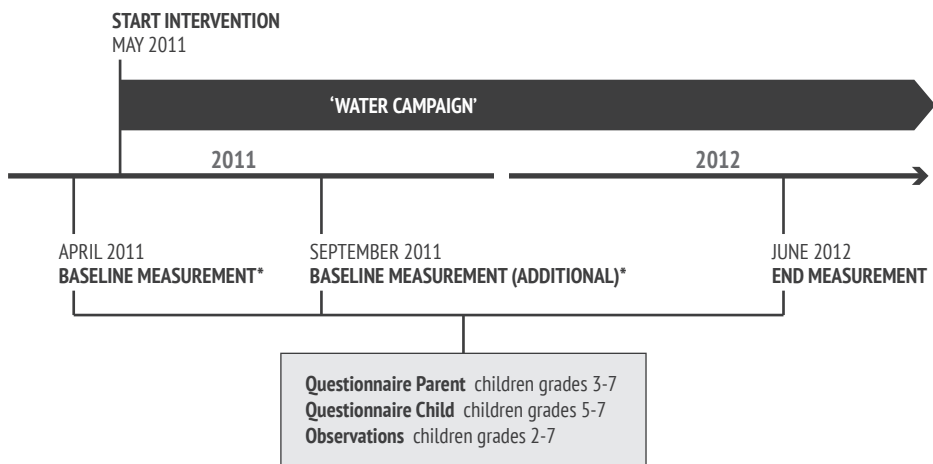 START INTERVENTION
MAY 2011
‘WATER CAMPAIGN’
2011
2012
APRIL 2011
BASELINE MEASUREMENT*
SEPTEMBER 2011
BASELINE MEASUREMENT (ADDITIONAL)*
JUNE 2012
END MEASUREMENT
Questionnaire Parent children grades 3-7
Questionnaire Child children grades 5-7
Observations children grades 2-7